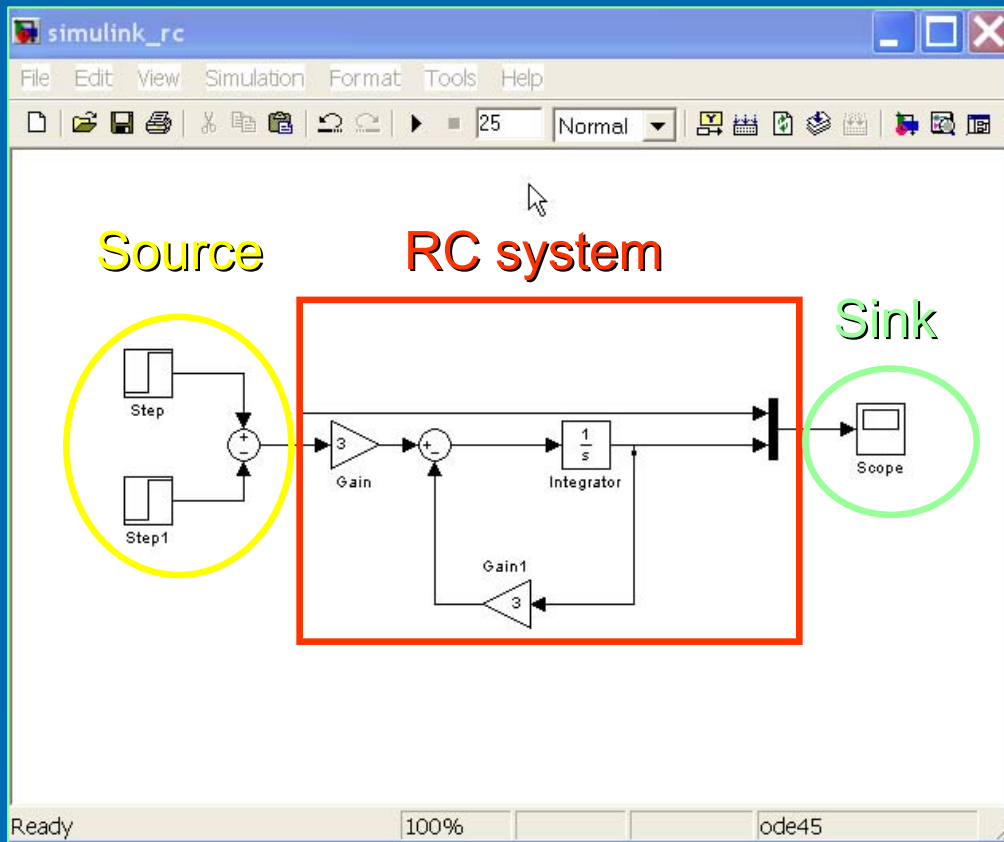 simulink_rc
File Edit View Simulation Format Tools Help
25 Normal
Source RC system
Sink
Step
+
−
3
Gain
+
−
1
s
Integrator
Scope
Step1
Gain1
3
Ready 100% ode45